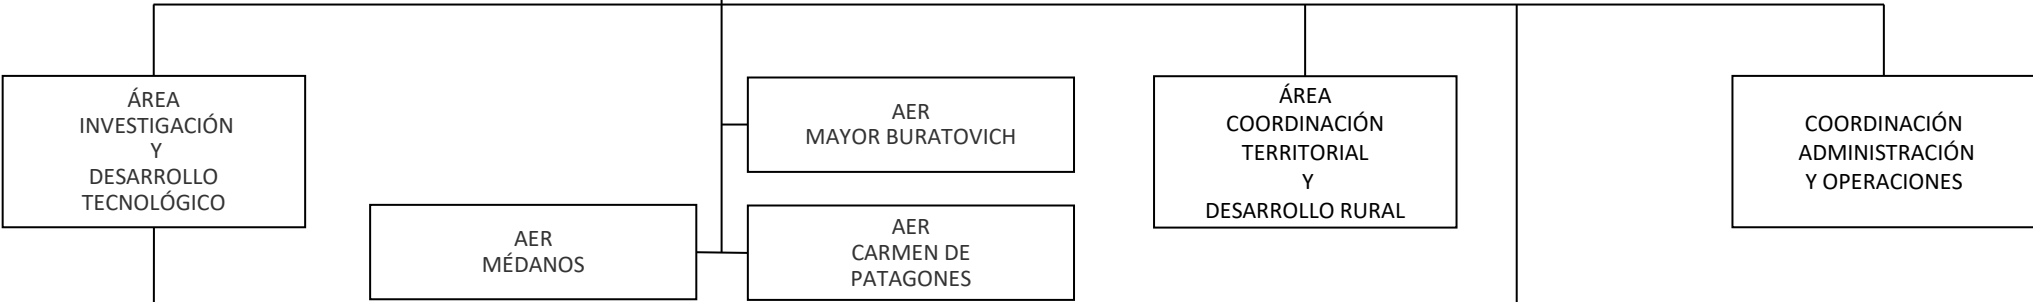 ÁREA
INVESTIGACIÓN
Y
DESARROLLO
TECNOLÓGICO
AER
MÉDANOS
AER
MAYOR BURATOVICH
AER
CARMEN DE
PATAGONES
ÁREA
COORDINACIÓN
TERRITORIAL
Y
DESARROLLO RURAL
COORDINACIÓN
ADMINISTRACIÓN
Y OPERACIONES